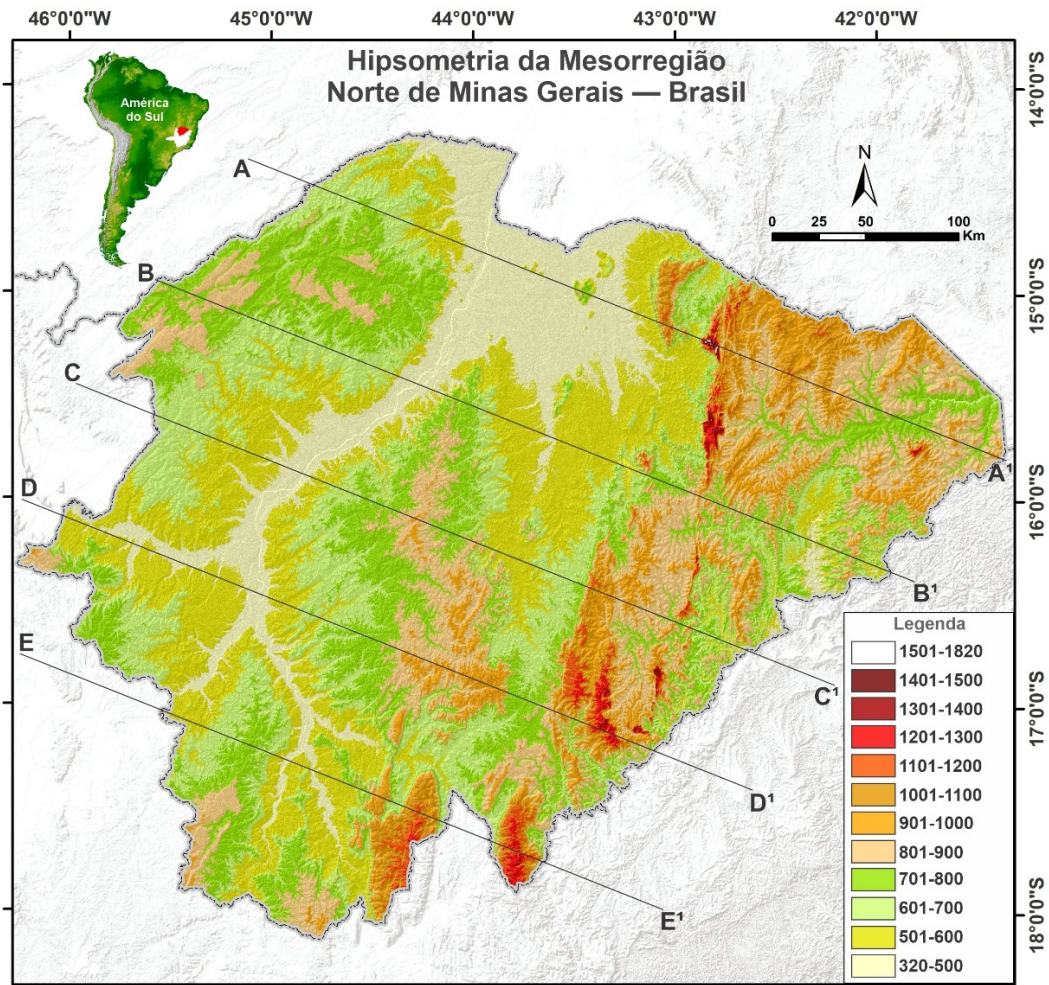 46°0'0"W
45°0'0"W
44°0'0"W
43°0'0"W
42°0'0"W
Hipsometria da Mesorregião
Norte de Minas Gerais — Brasil
América
do Sul
N
0 25 50 100
Km
14°0'0"S
15°0'0"S
16°0'0"S
17°0'0"S
18°0'0"S
A
B
C
D
E
A¹
B¹
C¹
D¹
E¹
Legenda
1501-1820
1401-1500
1301-1400
1201-1300
1101-1200
1001-1100
901-1000
801-900
701-800
601-700
501-600
320-500